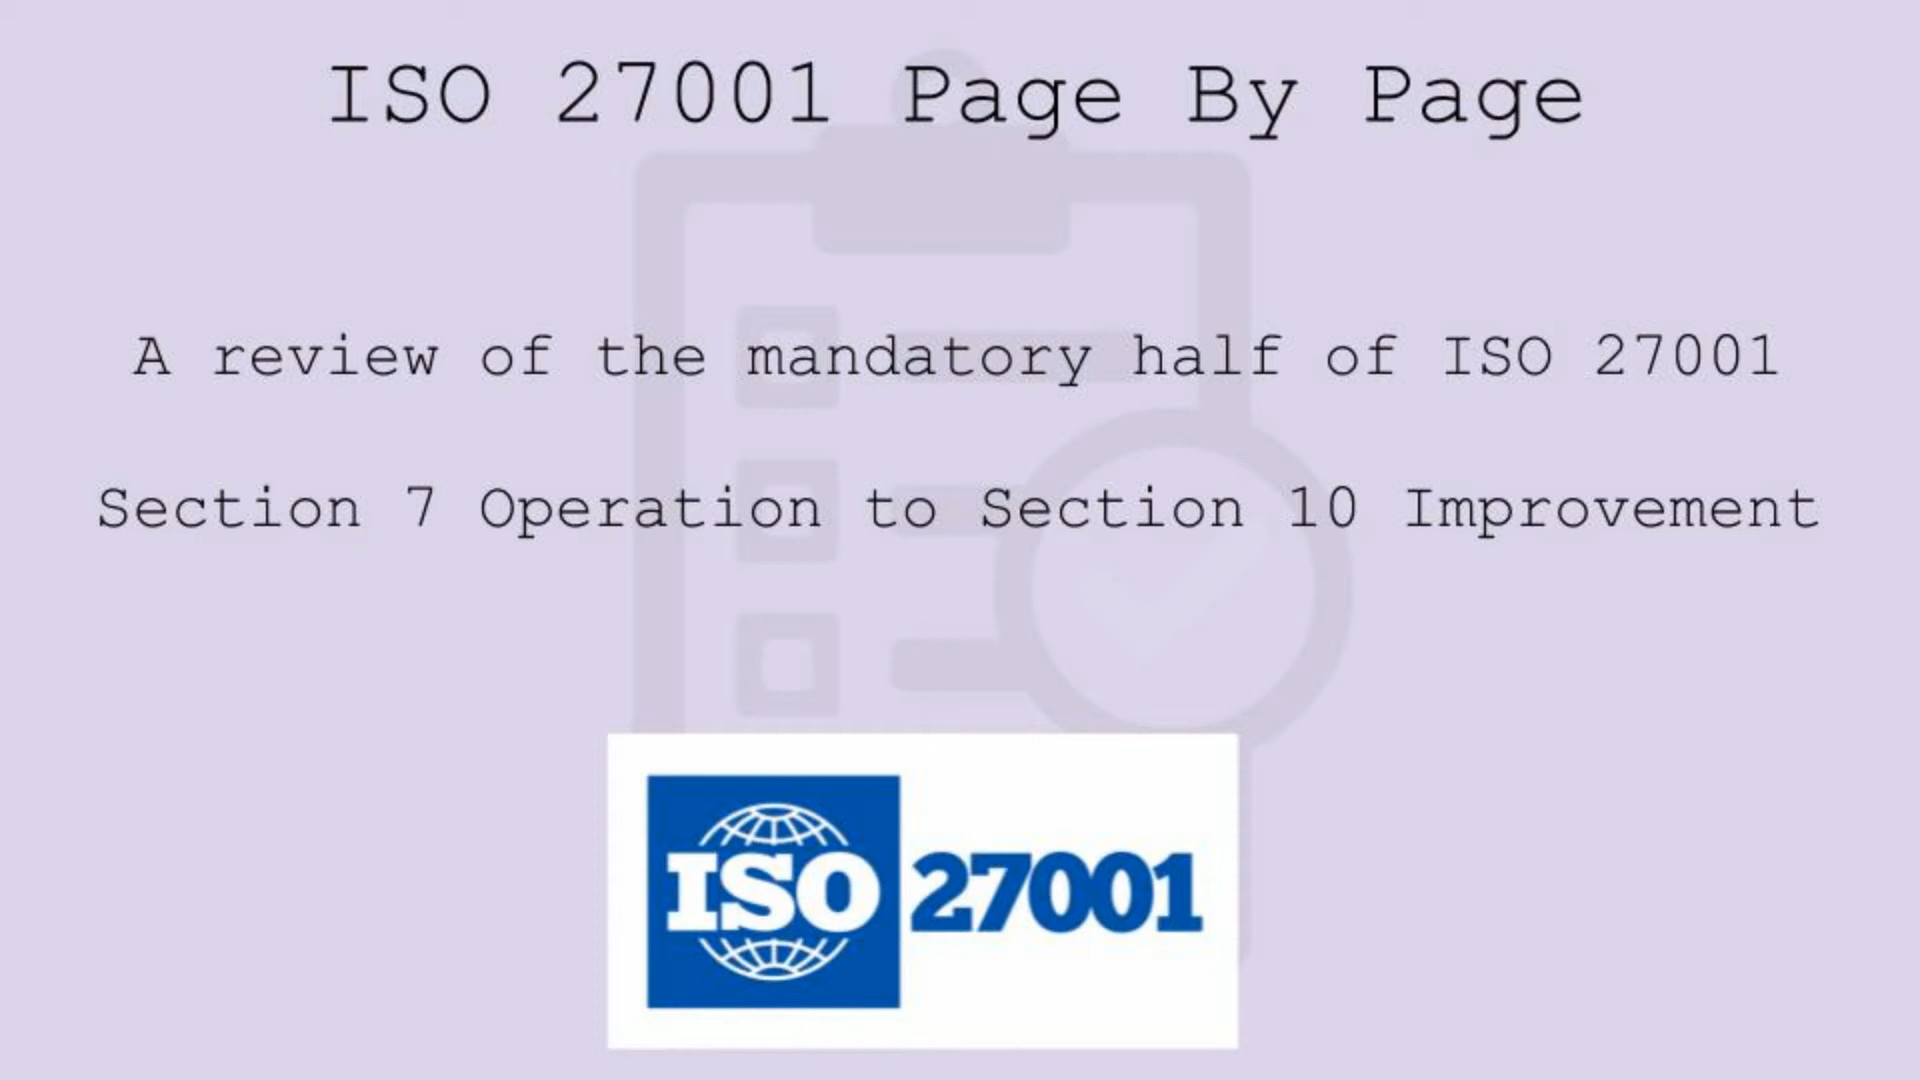 ISO 27001 Page By Page
A review of the mandatory half of ISO 27001
Section 7 Operation to Section 10 Improvement
ISO 27001